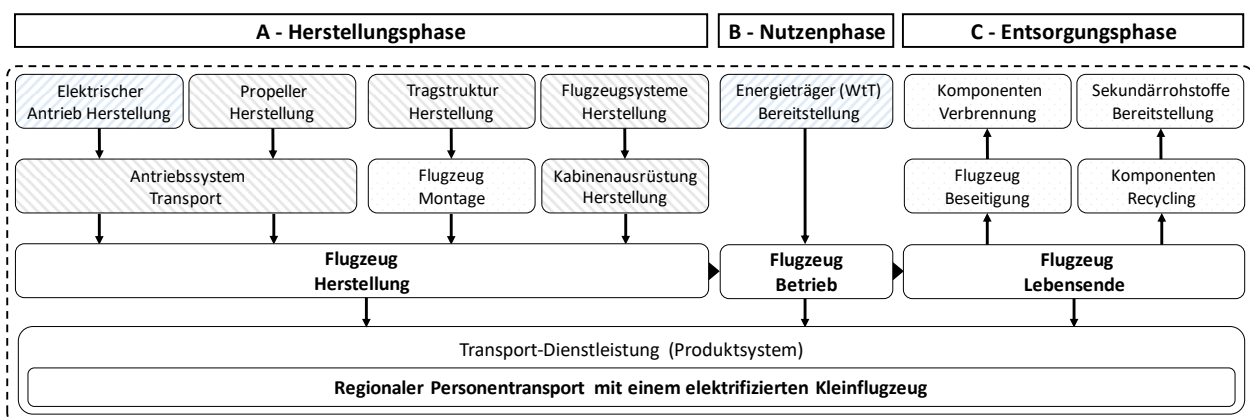 A - Herstellungsphase
B - Nutzenphase
C - Entsorgungsphase
Elektrischer
Antrieb Herstellung
Propeller
Herstellung
Tragstruktur
Herstellung
Flugzeugsysteme
Herstellung
Energieträger (WtT)
Bereitstellung
Komponenten
Verbrennung
Sekundärrohstoffe
Bereitstellung
Antriebssystem
Transport
Flugzeug
Montage
Kabinenausrüstung
Herstellung
Flugzeug
Beseitigung
Komponenten
Recycling
Flugzeug
Herstellung
Flugzeug
Betrieb
Flugzeug
Lebensende
Transport-Dienstleistung (Produktsystem)
Regionaler Personentransport mit einem elektrifizierten Kleinflugzeug